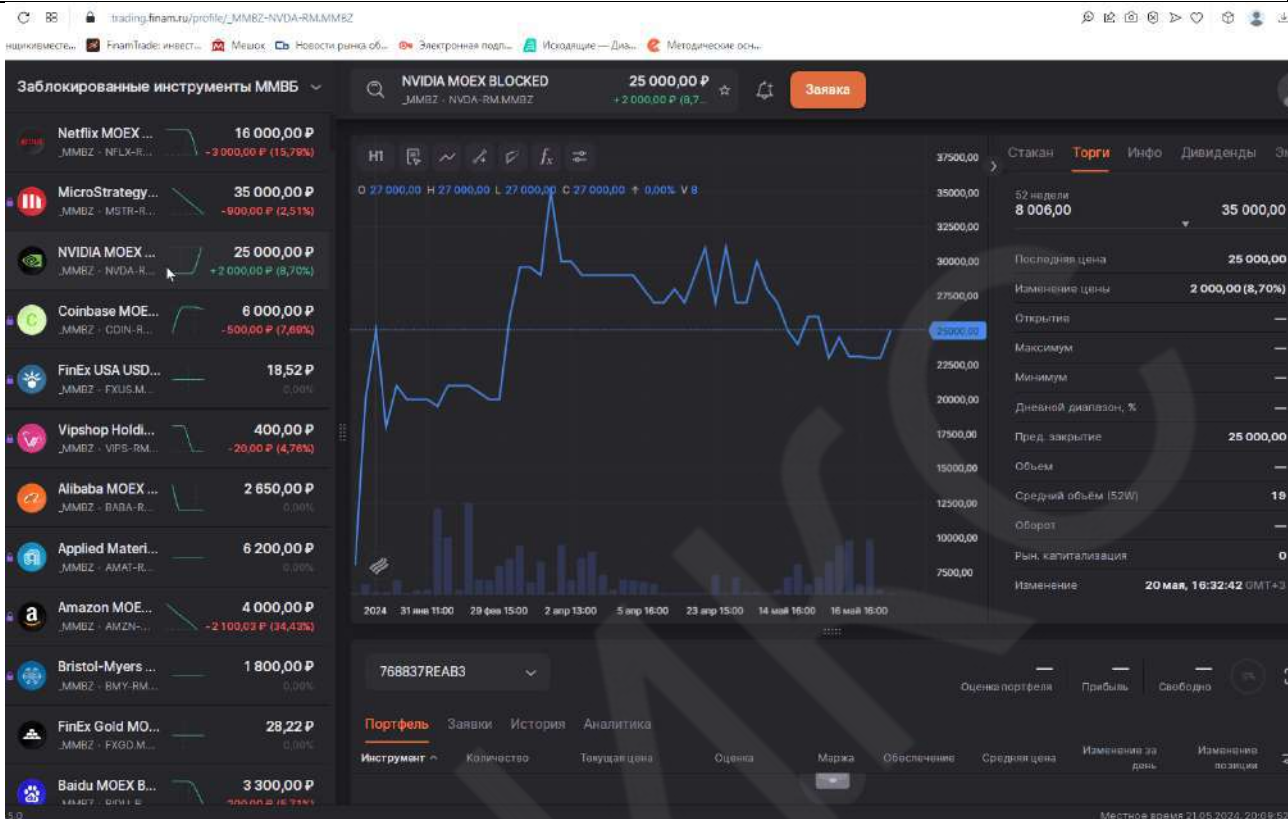 trading.finam.ru/profile/_MMBZ-NVDA-RM.MMBZ
FinamTrade: инвест... Мешок Новости рынка об... Электронная подп... Исходящие — Диа... Методические осн...
Заблокированные инструменты ММВБ
NVIDIA MOEX BLOCKED 25 000,00 ₽
_MMBZ · NVDA-RM.MMBZ +2 000,00 ₽ (8,7...
Заявка
Netflix MOEX ... 16 000,00 ₽
_MMBZ · NFLX-R... -3 000,00 ₽ (15,79%)
MicroStrategy... 35 000,00 ₽
_MMBZ · MSTR-R... -900,00 ₽ (2,51%)
NVIDIA MOEX ... 25 000,00 ₽
_MMBZ · NVDA-R... +2 000,00 ₽ (8,70%)
Coinbase MOE... 6 000,00 ₽
_MMBZ · COIN-R... -500,00 ₽ (7,69%)
FinEx USA USD... 18,52 ₽
_MMBZ · FXUS.M... 0,00%
Vipshop Holdi... 400,00 ₽
_MMBZ · VIPS-RM... -20,00 ₽ (4,76%)
Alibaba MOEX ... 2 650,00 ₽
_MMBZ · BABA-R... 0,00%
Applied Materi... 6 200,00 ₽
_MMBZ · AMAT-R... 0,00%
Amazon MOE... 4 000,00 ₽
_MMBZ · AMZN-... -2 100,03 ₽ (34,43%)
Bristol-Myers ... 1 800,00 ₽
_MMBZ · BMY-RM... 0,00%
FinEx Gold MO... 28,22 ₽
_MMBZ · FXGD.M... 0,00%
Baidu MOEX B... 3 300,00 ₽
H1
O 27 000,00 H 27 000,00 L 27 000,00 C 27 000,00 ↑ 0,00% V 8
37500,00
35000,00
32500,00
30000,00
27500,00
25000,00
22500,00
20000,00
17500,00
15000,00
12500,00
10000,00
7500,00
2024 31 янв 11:00 29 фев 15:00 2 апр 13:00 5 апр 16:00 23 апр 15:00 14 май 16:00 16 май 16:00
Стакан Торги Инфо Дивиденды
52 недели
8 006,00 35 000,00
Последняя цена 25 000,00
Изменение цены 2 000,00 (8,70%)
Открытие —
Максимум —
Минимум —
Дневной диапазон, % —
Пред. закрытие 25 000,00
Объем —
Средний объём (52W) 19
Оборот —
Рын. капитализация 0
Изменение 20 мая, 16:32:42 GMT+3
768837REAB3
— — —
Оценка портфеля Прибыль Свободно
Портфель Заявки История Аналитика
Инструмент Количество Текущая цена Оценка Маржа Обеспечение Средняя цена Изменение за день Изменение позиции
5.0
Местное время 21.05.2024, 20:09:52